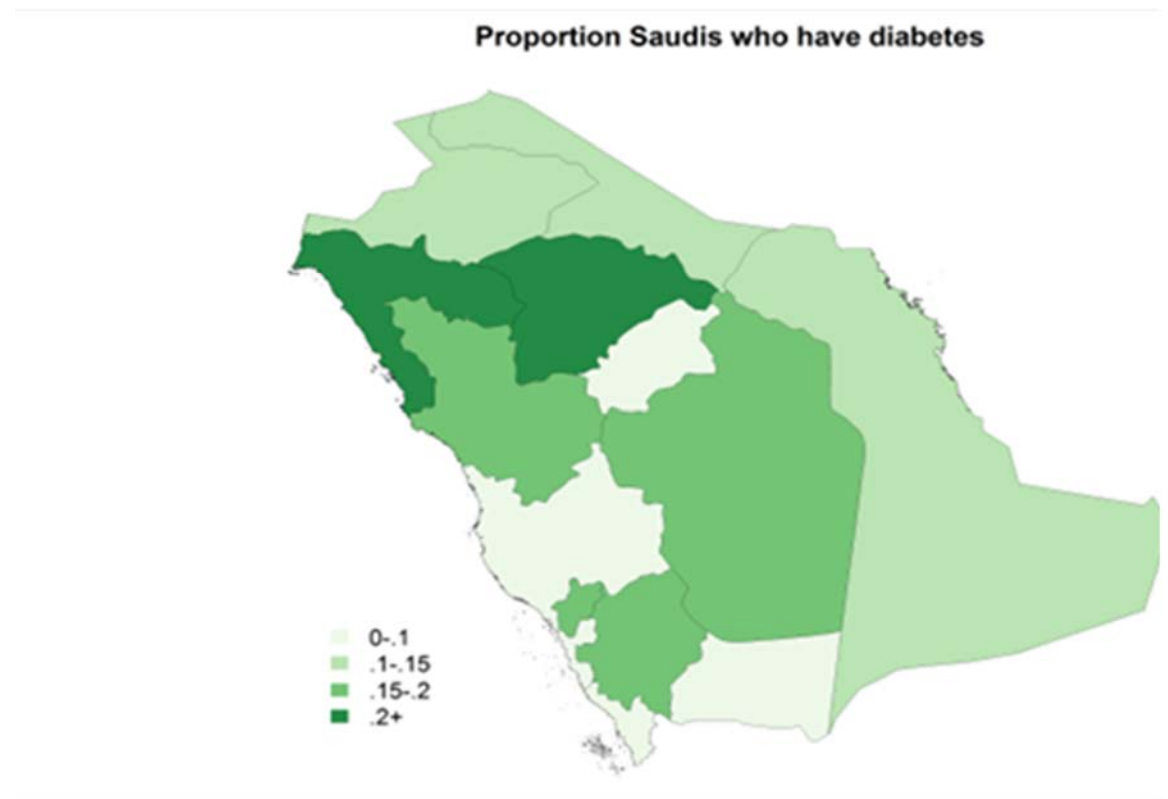 Proportion Saudis who have diabetes
0-.1
.1-.15
.15-.2
.2+